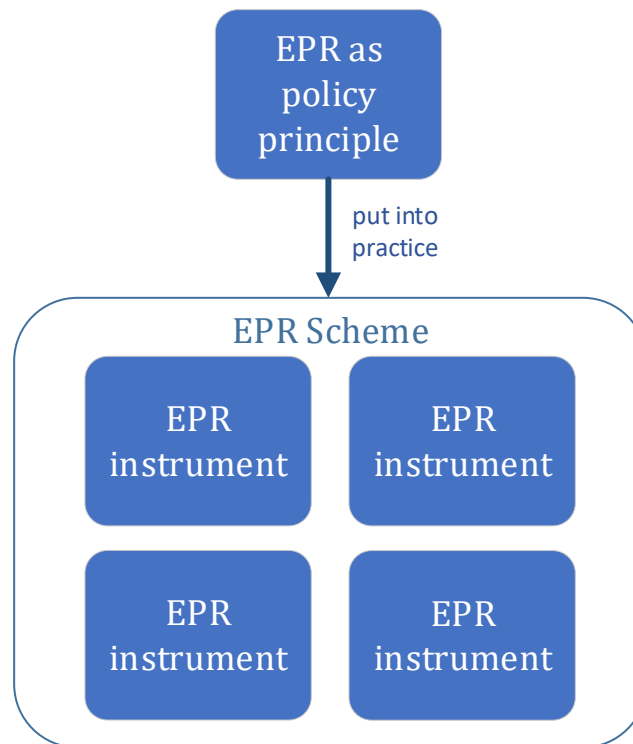 EPR as
policy
principle
put into
practice
EPR Scheme
EPR
instrument
EPR
instrument
EPR
instrument
EPR
instrument